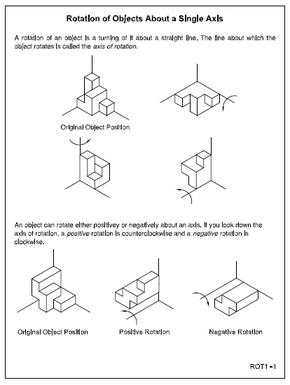 Rotation of Objects About a Single Axis
A rotation of an object is a turning of it about a straight line. The line about which the
object rotates is called the axis of rotation.
Original Object Position
An object can rotate either positivey or negatively about an axis. If you look down the
axis of rotation, a positive rotation is counterclockwise and a negative rotation is
clockwise.
Original Object Position
Positive Rotation
Negative Rotation
ROT1–I